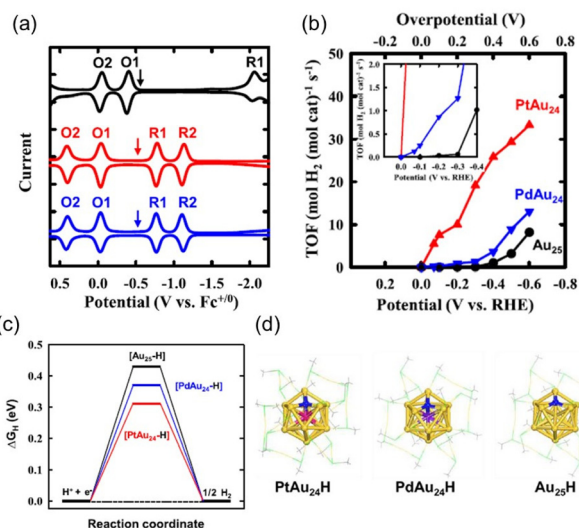 (a)
O2 O1 R1
O2 O1 R1 R2
O2 O1 R1 R2
Current
0.5 0.0 -0.5 -1.0 -1.5 -2.0
Potential (V vs. Fc+/0)
(b)
Overpotential (V)
0.0 0.2 0.4 0.6 0.8
TOF (mol H2 (mol cat)-1 s-1)
50
40
30
20
10
0
2.0
1.5
1.0
0.5
0.0
TOF (mol H2 (mol cat)-1 s-1)
0.0 -0.1 -0.2 -0.3 -0.4
Potential (V vs. RHE)
PtAu24
PdAu24
Au25
0.0 -0.2 -0.4 -0.6 -0.8
Potential (V vs. RHE)
(c)
ΔGH (eV)
0.5
0.4
0.3
0.2
0.1
0.0
[Au25-H]
[PdAu24-H]
[PtAu24-H]
H+ + e- 1/2 H2
Reaction coordinate
(d)
PtAu24H PdAu24H Au25H